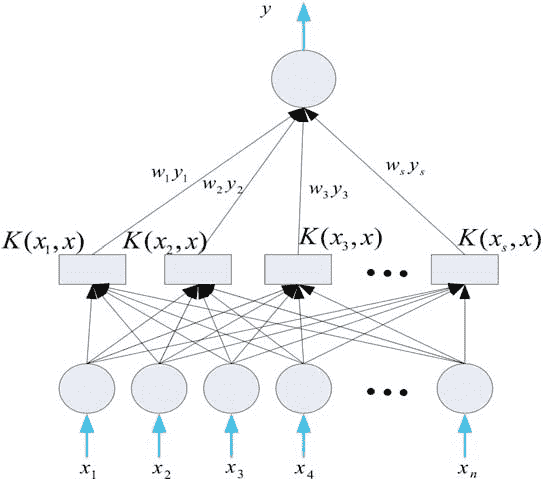 y
w₁y₁ w₂y₂ w₃y₃ wₛyₛ
K(x₁,x) K(x₂,x) K(x₃,x) K(xₛ,x)
•••
•••
x₁ x₂ x₃ x₄ xₙ